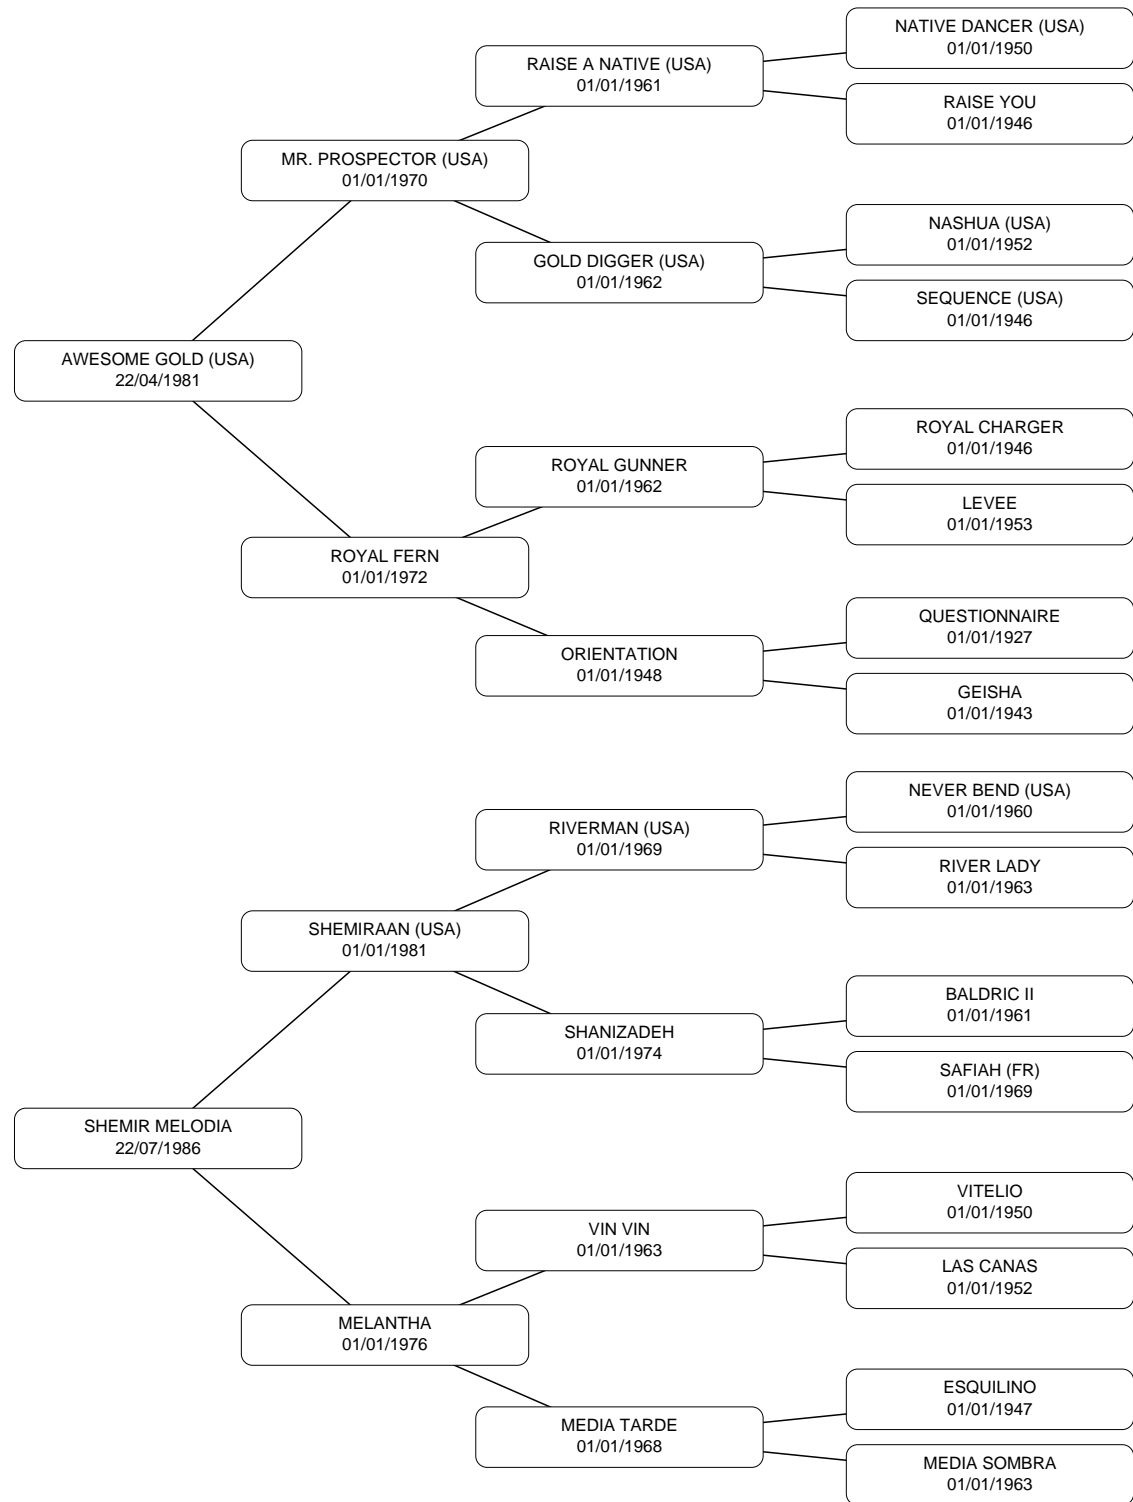 NATIVE DANCER (USA)
01/01/1950
RAISE A NATIVE (USA)
01/01/1961
RAISE YOU
01/01/1946
MR. PROSPECTOR (USA)
01/01/1970
NASHUA (USA)
01/01/1952
GOLD DIGGER (USA)
01/01/1962
SEQUENCE (USA)
01/01/1946
AWESOME GOLD (USA)
22/04/1981
ROYAL CHARGER
01/01/1946
ROYAL GUNNER
01/01/1962
LEVEE
01/01/1953
ROYAL FERN
01/01/1972
QUESTIONNAIRE
01/01/1927
ORIENTATION
01/01/1948
GEISHA
01/01/1943
NEVER BEND (USA)
01/01/1960
RIVERMAN (USA)
01/01/1969
RIVER LADY
01/01/1963
SHEMIRAAN (USA)
01/01/1981
BALDRIC II
01/01/1961
SHANIZADEH
01/01/1974
SAFIAH (FR)
01/01/1969
SHEMIR MELODIA
22/07/1986
VITELIO
01/01/1950
VIN VIN
01/01/1963
LAS CANAS
01/01/1952
MELANTHA
01/01/1976
ESQUILINO
01/01/1947
MEDIA TARDE
01/01/1968
MEDIA SOMBRA
01/01/1963